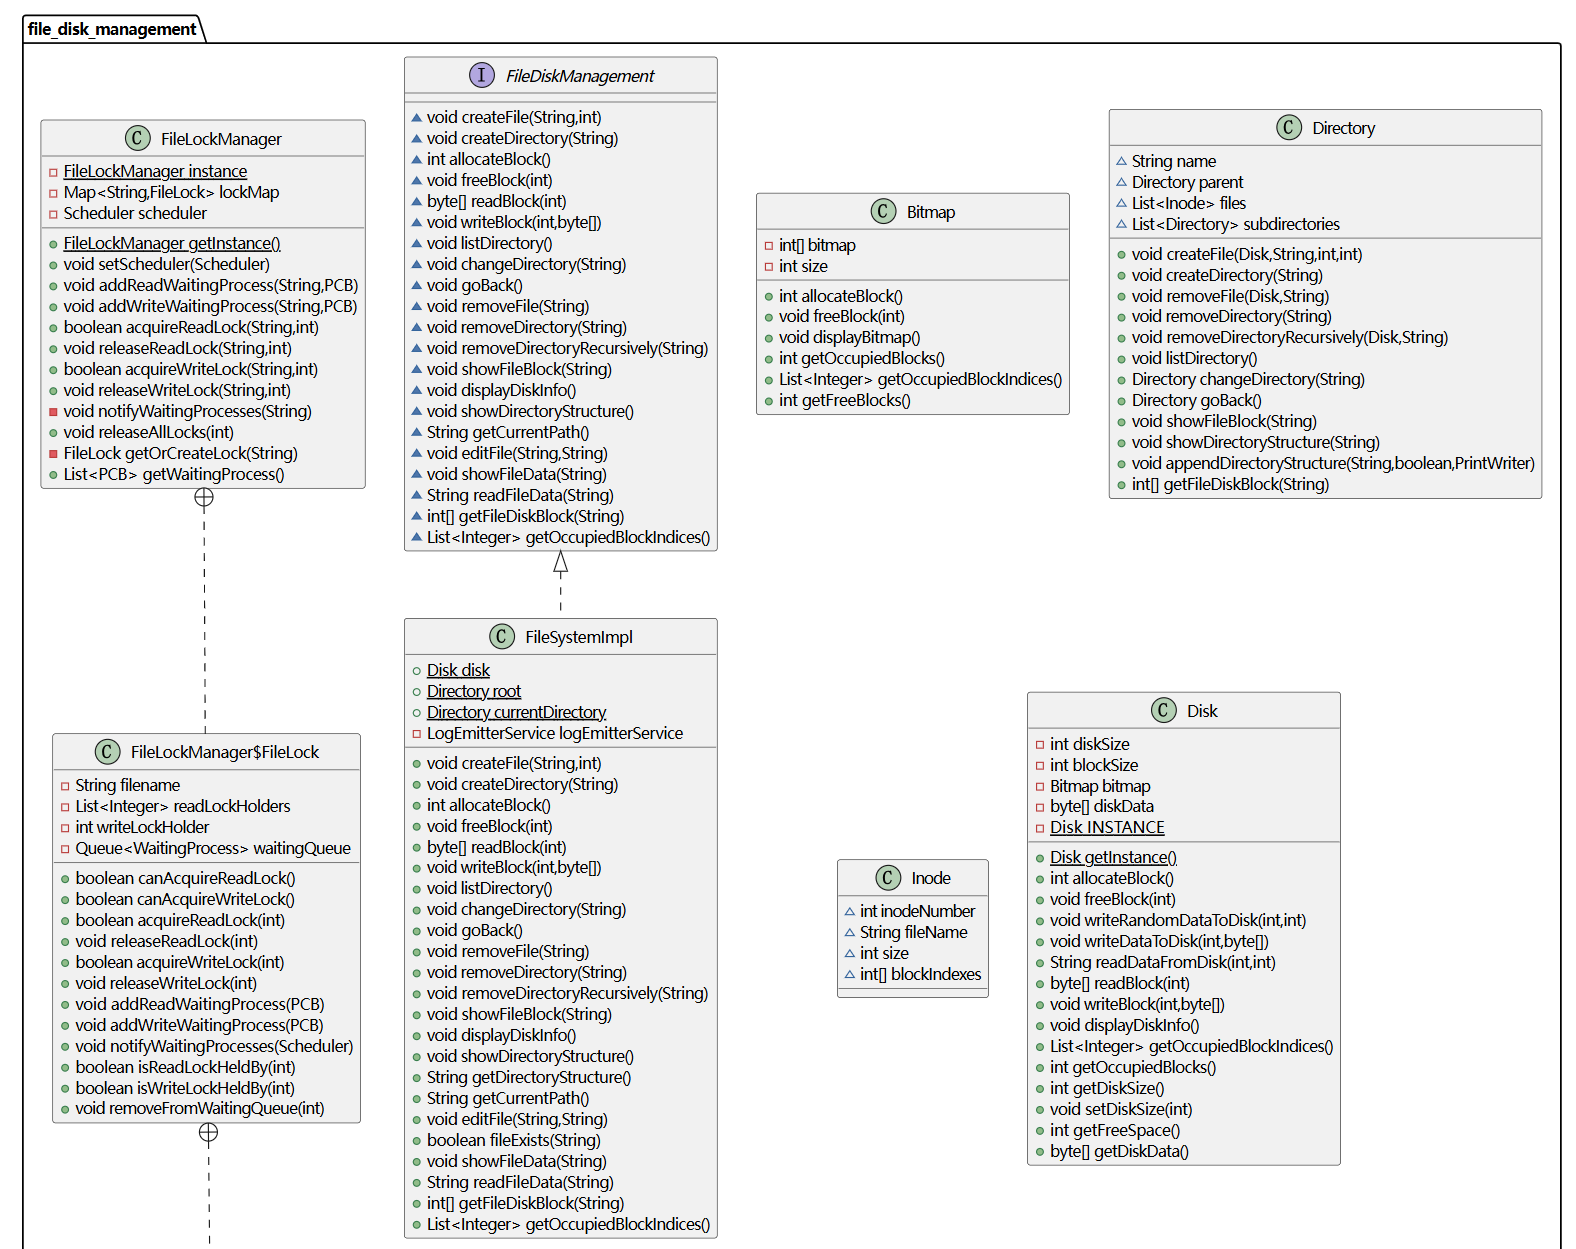 file_disk_management
FileLockManager
FileLockManager instance
Map<String,FileLock> lockMap
Scheduler scheduler
FileLockManager getInstance()
void setScheduler(Scheduler)
void addReadWaitingProcess(String,PCB)
void addWriteWaitingProcess(String,PCB)
boolean acquireReadLock(String,int)
void releaseReadLock(String,int)
boolean acquireWriteLock(String,int)
void releaseWriteLock(String,int)
void notifyWaitingProcesses(String)
void releaseAllLocks(int)
FileLock getOrCreateLock(String)
List<PCB> getWaitingProcess()
FileDiskManagement
void createFile(String,int)
void createDirectory(String)
int allocateBlock()
void freeBlock(int)
byte[] readBlock(int)
void writeBlock(int,byte[])
void listDirectory()
void changeDirectory(String)
void goBack()
void removeFile(String)
void removeDirectory(String)
void removeDirectoryRecursively(String)
void showFileBlock(String)
void displayDiskInfo()
void showDirectoryStructure()
String getCurrentPath()
void editFile(String,String)
void showFileData(String)
String readFileData(String)
int[] getFileDiskBlock(String)
List<Integer> getOccupiedBlockIndices()
Bitmap
int[] bitmap
int size
int allocateBlock()
void freeBlock(int)
void displayBitmap()
int getOccupiedBlocks()
List<Integer> getOccupiedBlockIndices()
int getFreeBlocks()
Directory
String name
Directory parent
List<Inode> files
List<Directory> subdirectories
void createFile(Disk,String,int,int)
void createDirectory(String)
void removeFile(Disk,String)
void removeDirectory(String)
void removeDirectoryRecursively(Disk,String)
void listDirectory()
Directory changeDirectory(String)
Directory goBack()
void showFileBlock(String)
void showDirectoryStructure(String)
void appendDirectoryStructure(String,boolean,PrintWriter)
int[] getFileDiskBlock(String)
FileLockManager$FileLock
String filename
List<Integer> readLockHolders
int writeLockHolder
Queue<WaitingProcess> waitingQueue
boolean canAcquireReadLock()
boolean canAcquireWriteLock()
boolean acquireReadLock(int)
void releaseReadLock(int)
boolean acquireWriteLock(int)
void releaseWriteLock(int)
void addReadWaitingProcess(PCB)
void addWriteWaitingProcess(PCB)
void notifyWaitingProcesses(Scheduler)
boolean isReadLockHeldBy(int)
boolean isWriteLockHeldBy(int)
void removeFromWaitingQueue(int)
FileSystemImpl
Disk disk
Directory root
Directory currentDirectory
LogEmitterService logEmitterService
void createFile(String,int)
void createDirectory(String)
int allocateBlock()
void freeBlock(int)
byte[] readBlock(int)
void writeBlock(int,byte[])
void listDirectory()
void changeDirectory(String)
void goBack()
void removeFile(String)
void removeDirectory(String)
void removeDirectoryRecursively(String)
void showFileBlock(String)
void displayDiskInfo()
void showDirectoryStructure()
String getDirectoryStructure()
String getCurrentPath()
void editFile(String,String)
boolean fileExists(String)
void showFileData(String)
String readFileData(String)
int[] getFileDiskBlock(String)
List<Integer> getOccupiedBlockIndices()
Inode
int inodeNumber
String fileName
int size
int[] blockIndexes
Disk
int diskSize
int blockSize
Bitmap bitmap
byte[] diskData
Disk INSTANCE
Disk getInstance()
int allocateBlock()
void freeBlock(int)
void writeRandomDataToDisk(int,int)
void writeDataToDisk(int,byte[])
String readDataFromDisk(int,int)
byte[] readBlock(int)
void writeBlock(int,byte[])
void displayDiskInfo()
List<Integer> getOccupiedBlockIndices()
int getOccupiedBlocks()
int getDiskSize()
void setDiskSize(int)
int getFreeSpace()
byte[] getDiskData()